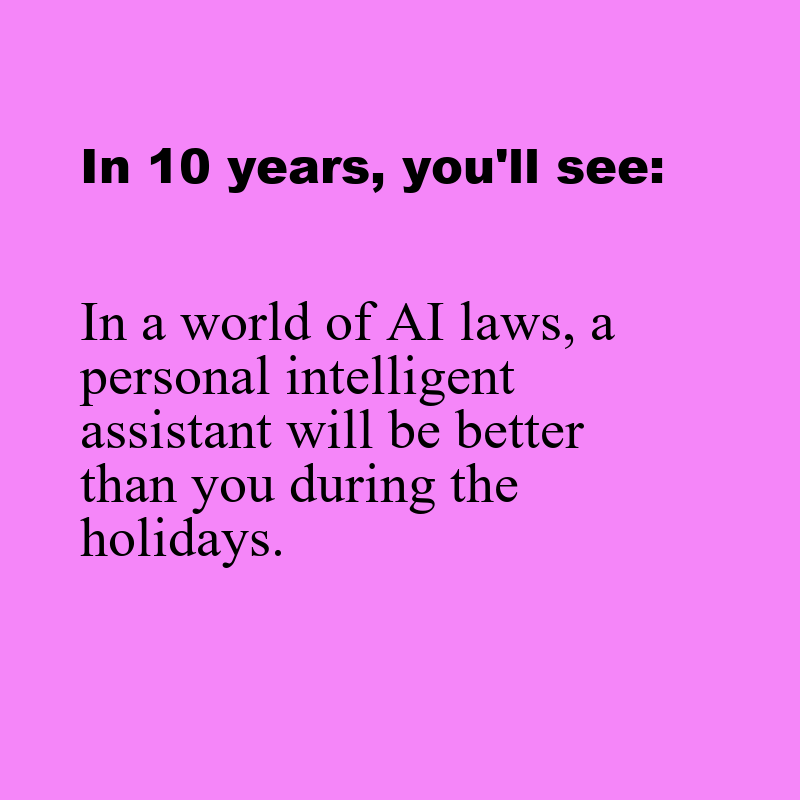 In 10 years, you'll see:
In a world of AI laws, a
personal intelligent
assistant will be better
than you during the
holidays.